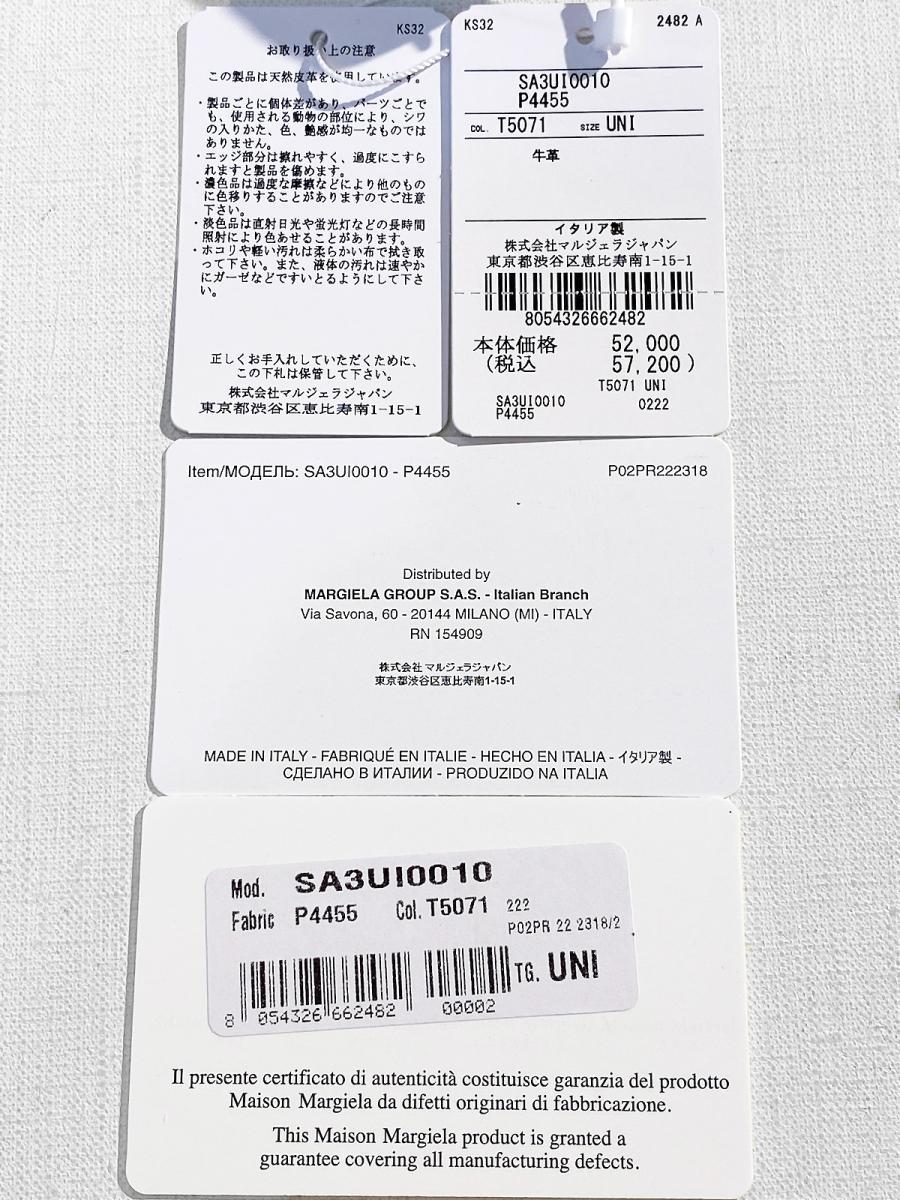 KS32
お取り扱い上の注意
この製品は天然皮革を使用しています。
・製品ごとに個体差があり、パーツごとで
も、使用される動物の部位により、シワ
の入りかた、色、艶感が均一なものでは
ありません。
・エッジ部分は擦れやすく、過度にこすら
れますと製品を傷めます。
・濃色品は過度な摩擦などにより他のもの
に色移りすることがありますのでご注意
下さい。
・淡色品は直射日光や蛍光灯などの長時間
照射により色あせることがあります。
・ホコリや軽い汚れは柔らかい布で拭き取
って下さい。また、液体の汚れは速やか
にガーゼなどですいとるようにして下さ
い。
正しくお手入れしていただくために、
この下札は保管して下さい。
株式会社マルジェラジャパン
東京都渋谷区恵比寿南1-15-1
KS32 2482 A
SA3UI0010
P4455
COL. T5071 SIZE UNI
牛革
イタリア製
株式会社マルジェラジャパン
東京都渋谷区恵比寿南1-15-1
8054326662482
本体価格 52,000
(税込 57,200)
T5071 UNI
SA3UI0010 0222
P4455
Item/МОДЕЛЬ: SA3UI0010 - P4455 P02PR222318
Distributed by
MARGIELA GROUP S.A.S. - Italian Branch
Via Savona, 60 - 20144 MILANO (MI) - ITALY
RN 154909
株式会社 マルジェラジャパン
東京都渋谷区恵比寿南1-15-1
MADE IN ITALY - FABRIQUÉ EN ITALIE - HECHO EN ITALIA - イタリア製 -
СДЕЛАНО В ИТАЛИИ - PRODUZIDO NA ITALIA
Mod. SA3UI0010
Fabric P4455 Col. T5071 222
P02PR 22 2318/2
TG. UNI
8 054326 662482 00002
Il presente certificato di autenticità costituisce garanzia del prodotto
Maison Margiela da difetti originari di fabbricazione.
This Maison Margiela product is granted a
guarantee covering all manufacturing defects.